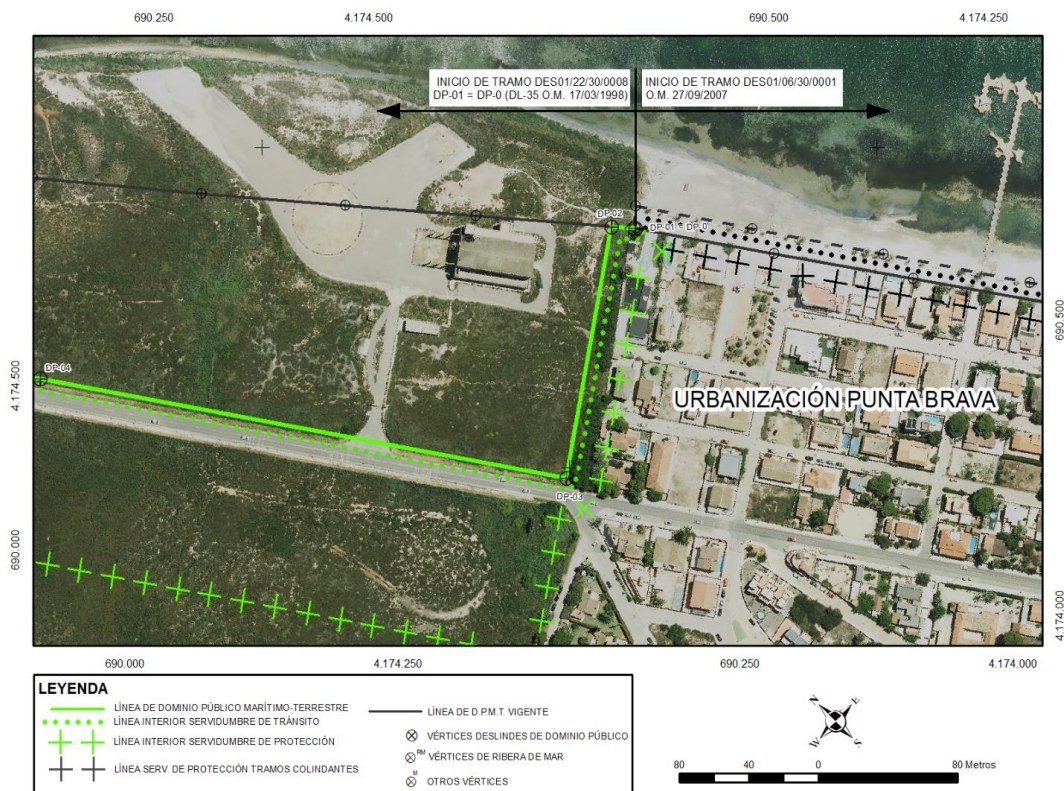 690.250
4.174.500
690.500
4.174.250
INICIO DE TRAMO DES01/22/30/0008
DP-01 = DP-0 (DL-35 O.M. 17/03/1998)
INICIO DE TRAMO DES01/06/30/0001
O.M. 27/09/2007
DP-02
DP-01 = DP-0
DP-04
DP-03
URBANIZACIÓN PUNTA BRAVA
4.174.500
690.000
690.500
4.174.000
690.000
4.174.250
690.250
4.174.000
LEYENDA
LÍNEA DE DOMINIO PÚBLICO MARÍTIMO-TERRESTRE
LÍNEA INTERIOR SERVIDUMBRE DE TRÁNSITO
LÍNEA INTERIOR SERVIDUMBRE DE PROTECCIÓN
LÍNEA SERV. DE PROTECCIÓN TRAMOS COLINDANTES
LÍNEA DE D.P.M.T. VIGENTE
VÉRTICES DESLINDES DE DOMINIO PÚBLICO
RM VÉRTICES DE RIBERA DE MAR
M OTROS VÉRTICES
N
E
W
S
80 40 0 80 Metros